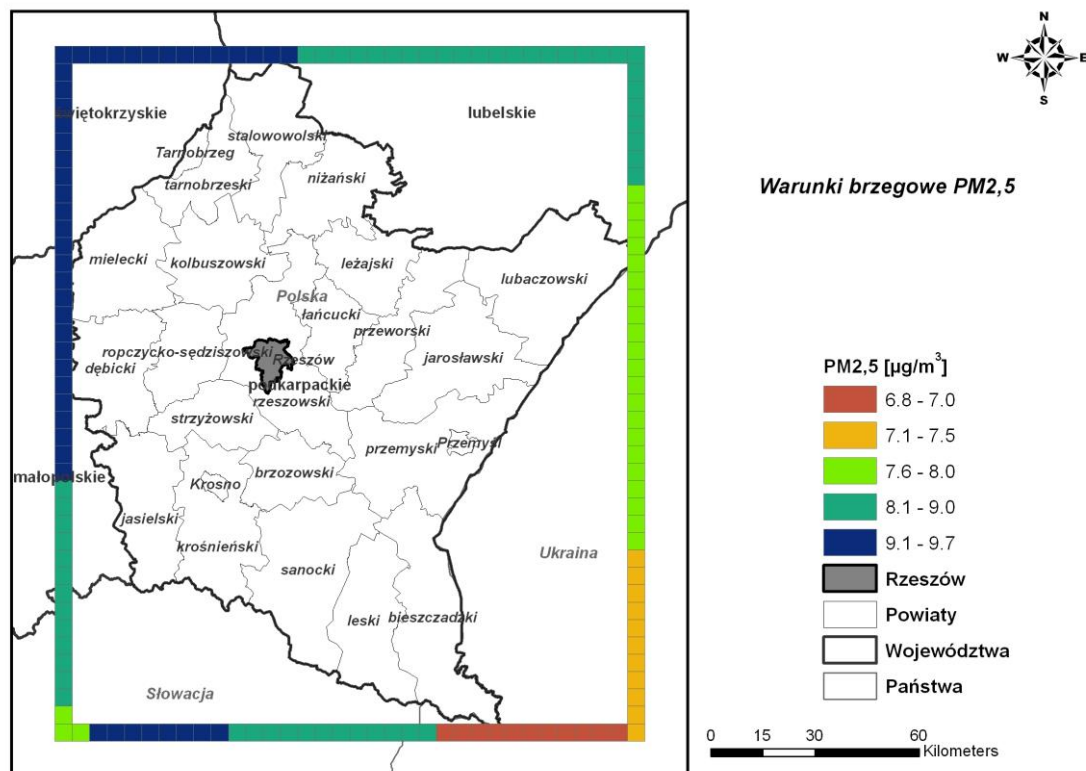 N
W E
S
świętokrzyskie
lubelskie
stalowowolski
Tarnobrzeg
tarnobrzeski
niżański
Warunki brzegowe PM2,5
mielecki
kolbuszowski
leżajski
lubaczowski
Polska
łańcucki
przeworski
ropczycko-sędziszowski
Rzeszów
jarosławski
dębicki
podkarpackie
rzeszowski
strzyżowski
przemyski
Przemyśl
małopolskie
Krosno
brzozowski
jasielski
krośnieński
sanocki
Ukraina
leski
bieszczadzki
Słowacja
PM2,5 [µg/m³]
6.8 - 7.0
7.1 - 7.5
7.6 - 8.0
8.1 - 9.0
9.1 - 9.7
Rzeszów
Powiaty
Województwa
Państwa
0 15 30 60
Kilometers